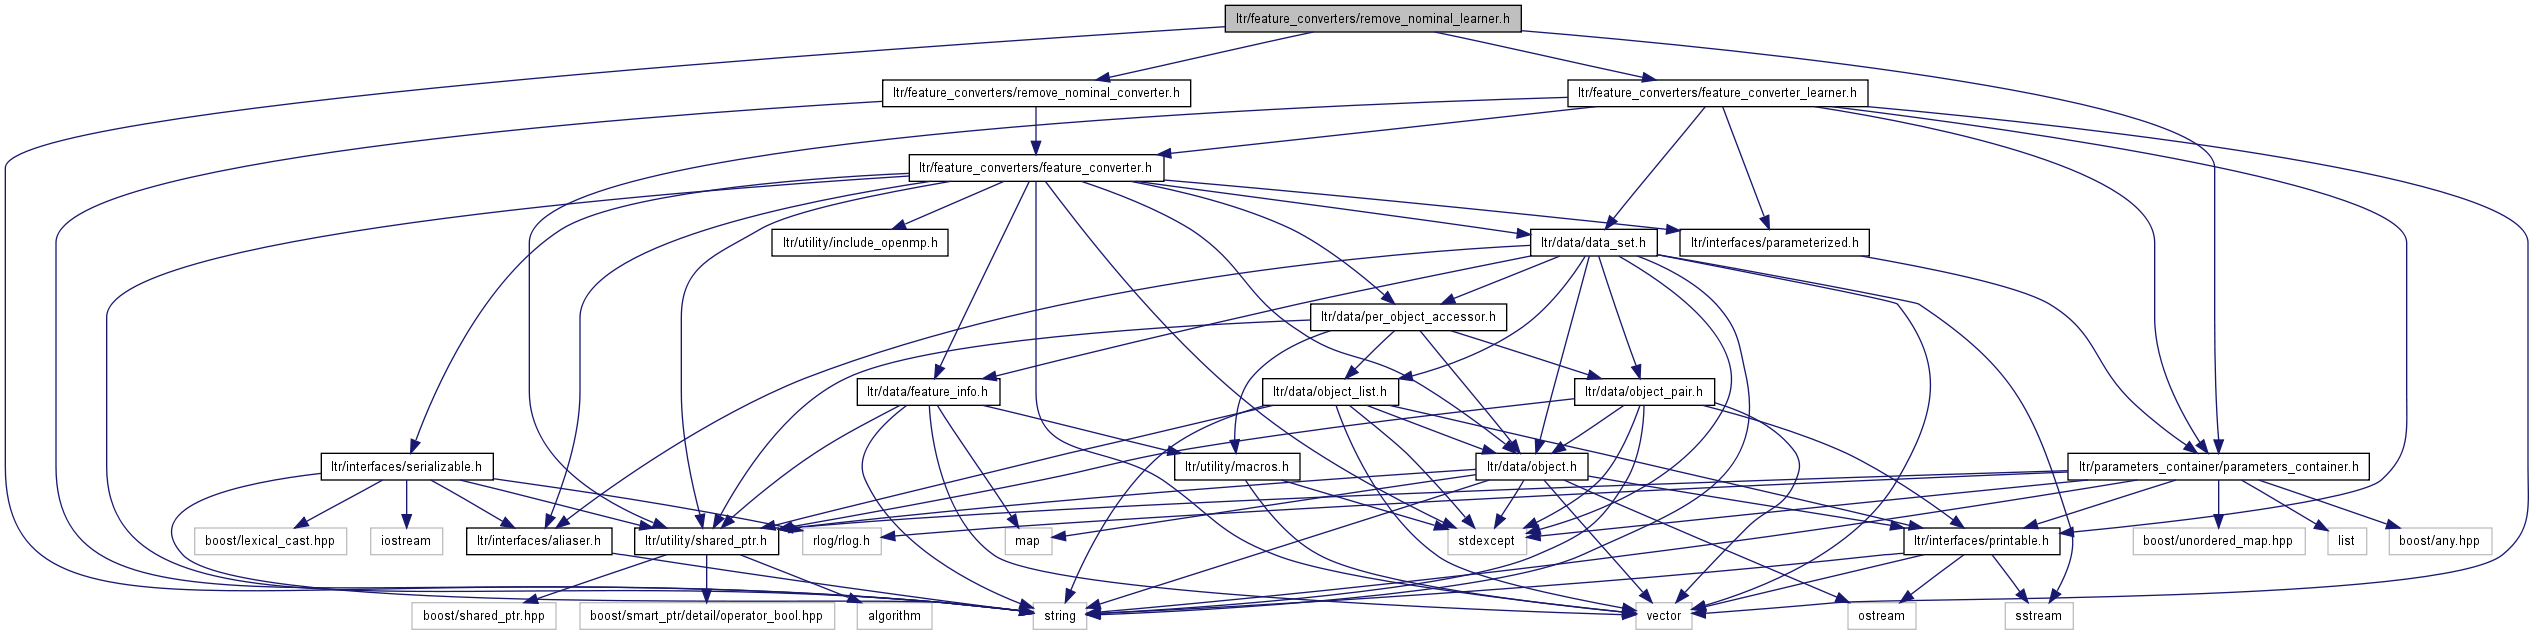 ltr/feature_converters/remove_nominal_learner.h
ltr/feature_converters/remove_nominal_converter.h
ltr/feature_converters/feature_converter_learner.h
ltr/feature_converters/feature_converter.h
ltr/utility/include_openmp.h
ltr/data/data_set.h
ltr/interfaces/parameterized.h
ltr/data/per_object_accessor.h
ltr/data/feature_info.h
ltr/data/object_list.h
ltr/data/object_pair.h
ltr/interfaces/serializable.h
ltr/utility/macros.h
ltr/data/object.h
ltr/parameters_container/parameters_container.h
boost/lexical_cast.hpp
iostream
ltr/interfaces/aliaser.h
ltr/utility/shared_ptr.h
rlog/rlog.h
map
stdexcept
ltr/interfaces/printable.h
boost/unordered_map.hpp
list
boost/any.hpp
boost/shared_ptr.hpp
boost/smart_ptr/detail/operator_bool.hpp
algorithm
string
vector
ostream
sstream